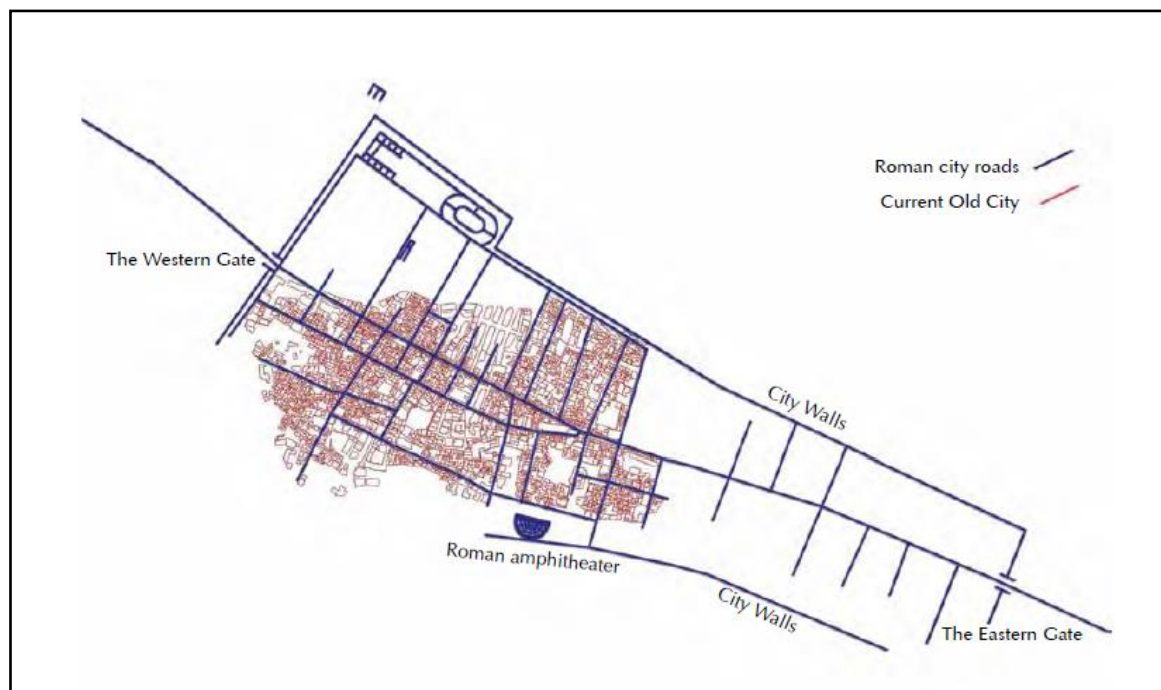 Roman city roads
Current Old City
The Western Gate
City Walls
Roman amphitheater
City Walls
The Eastern Gate